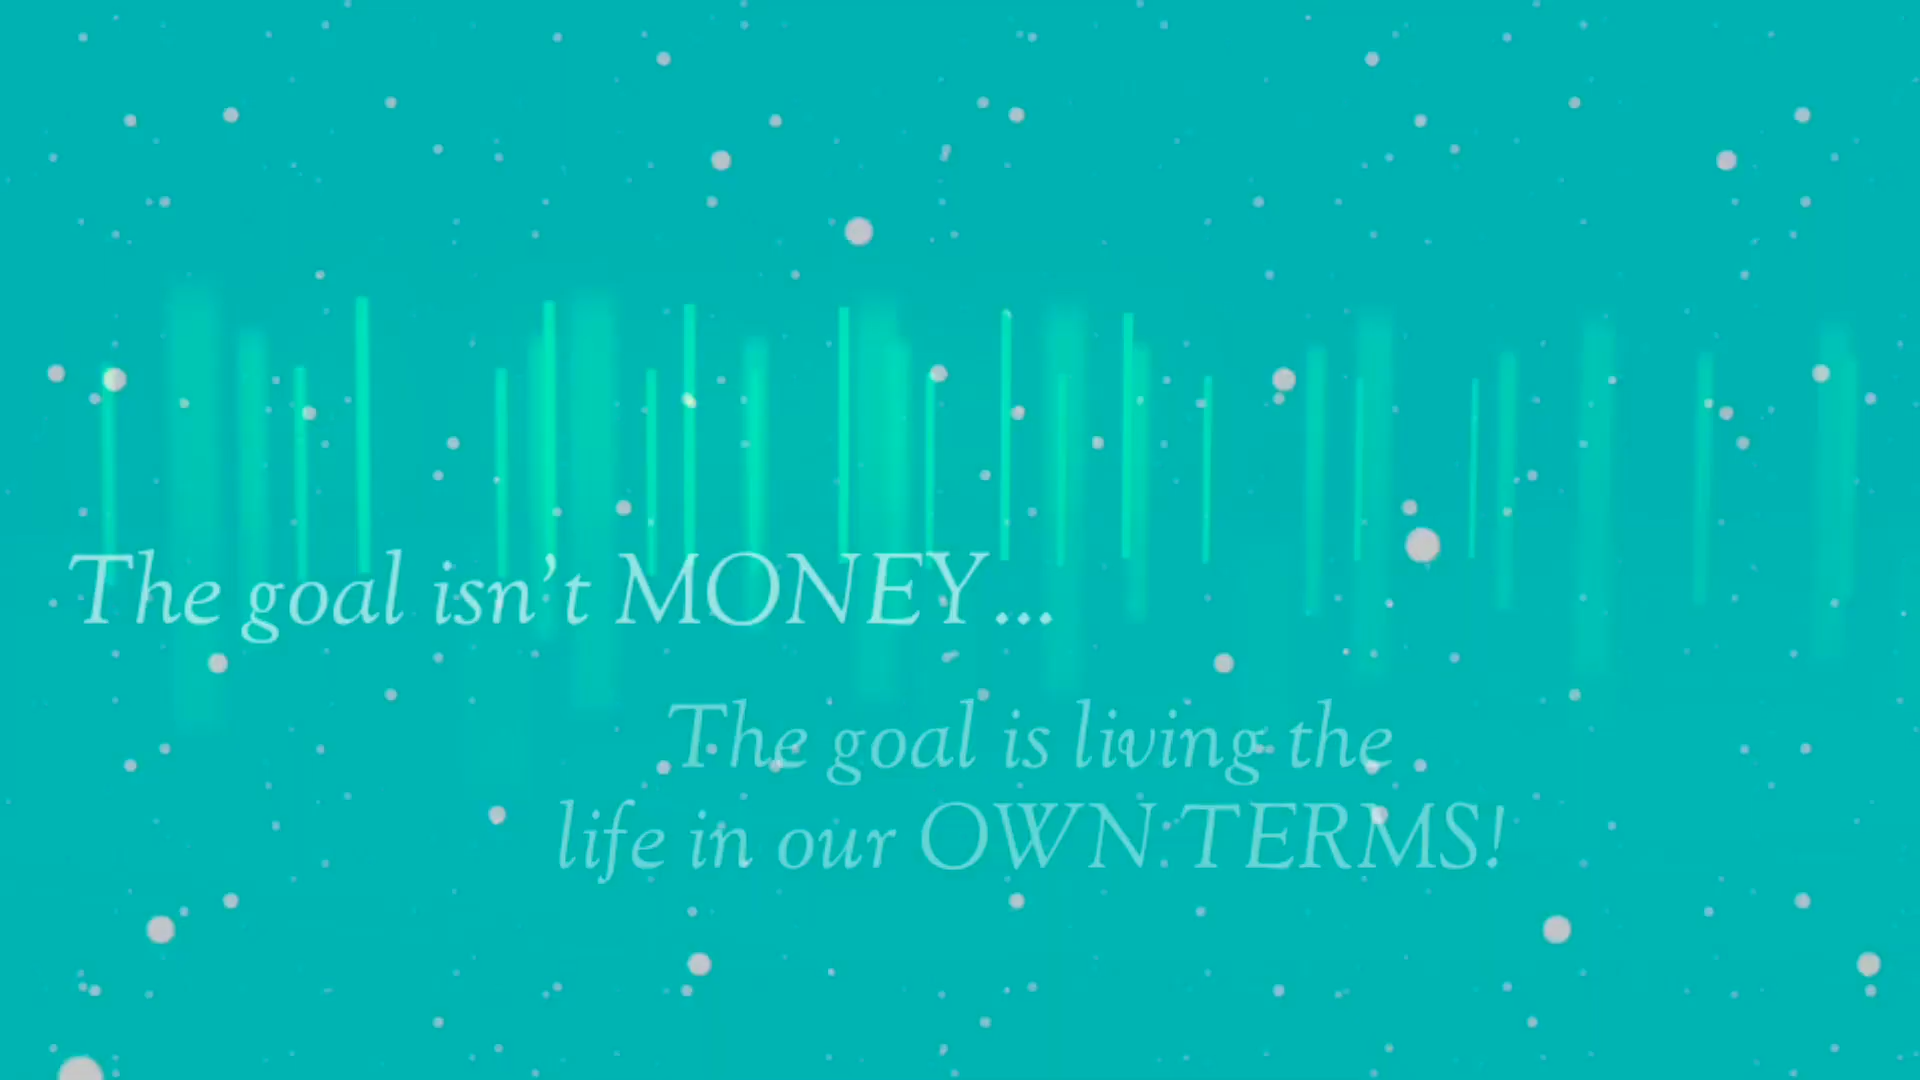 The goal isn’t MONEY...
The goal is living the
life in our OWN TERMS!